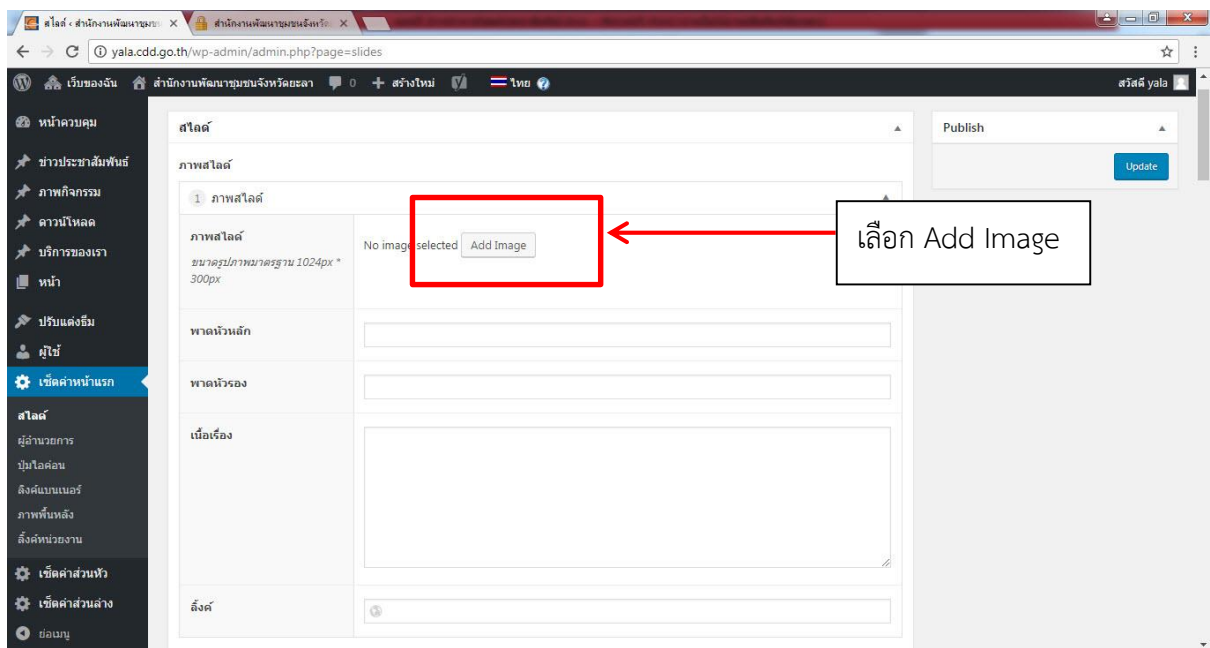 สไลด์ ‹ สำนักงานพัฒนาชุมช
สำนักงานพัฒนาชุมชนจังหวั
yala.cdd.go.th/wp-admin/admin.php?page=slides
เว็บของฉัน สำนักงานพัฒนาชุมชนจังหวัดยะลา 0 สร้างใหม่ ไทย สวัสดี yala
หน้าควบคุม
ข่าวประชาสัมพันธ์
ภาพกิจกรรม
ดาวน์โหลด
บริการของเรา
หน้า
ปรับแต่งธีม
ผู้ใช้
เซ็ตค่าหน้าแรก
สไลด์
ผู้อำนวยการ
ปุ่มไอค่อน
ลิงค์แบนเนอร์
ภาพพื้นหลัง
ลิ้งค์หน่วยงาน
เซ็ตค่าส่วนหัว
เซ็ตค่าส่วนล่าง
ย่อเมนู
สไลด์
ภาพสไลด์
1 ภาพสไลด์
ภาพสไลด์
ขนาดรูปภาพมาตรฐาน 1024px *
300px
No image selected Add Image
พาดหัวหลัก
พาดหัวรอง
เนื้อเรื่อง
ลิ้งค์
Publish
Update
เลือก Add Image